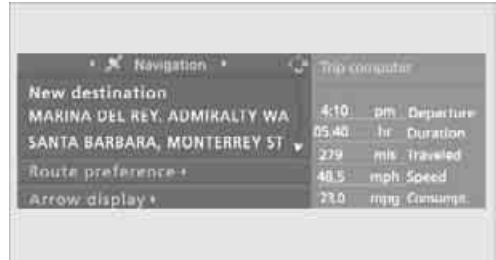 Navigation
New destination
MARINA DEL REY, ADMIRALTY WA
SANTA BARBARA, MONTERREY ST
Route preference
Arrow display
Trip computer
4:10 pm Departure
05.40 hr Duration
279 mls Traveled
48.5 mph Speed
23.0 mpg Consumpt.